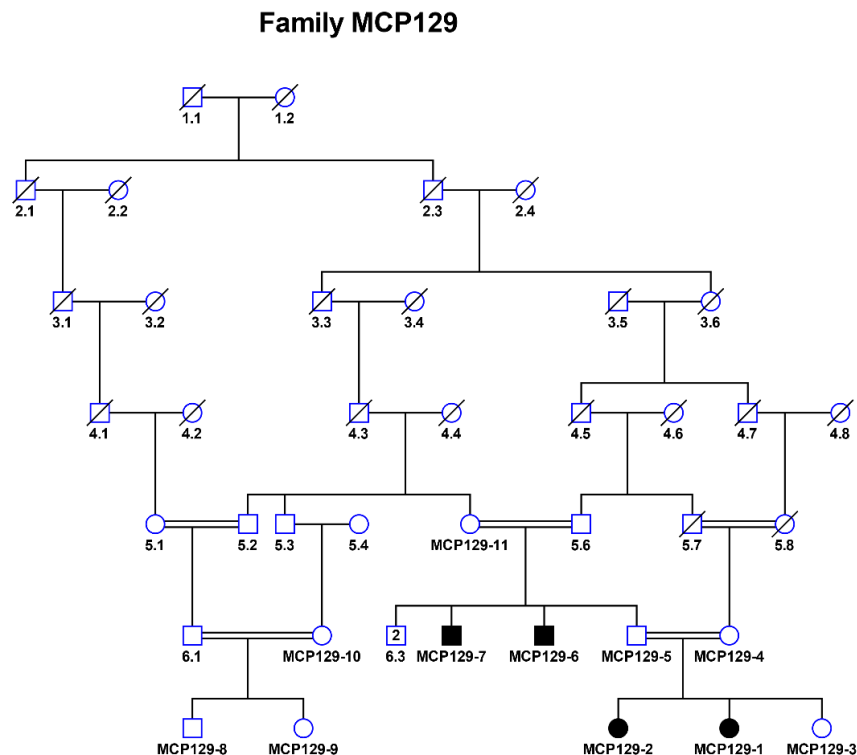 Family MCP129
1.1 1.2
2.1 2.2 2.3 2.4
3.1 3.2 3.3 3.4 3.5 3.6
4.1 4.2 4.3 4.4 4.5 4.6 4.7 4.8
5.1 5.2 5.3 5.4 MCP129-11 5.6 5.7 5.8
2
6.1 MCP129-10 6.3 MCP129-7 MCP129-6 MCP129-5 MCP129-4
MCP129-8 MCP129-9 MCP129-2 MCP129-1 MCP129-3